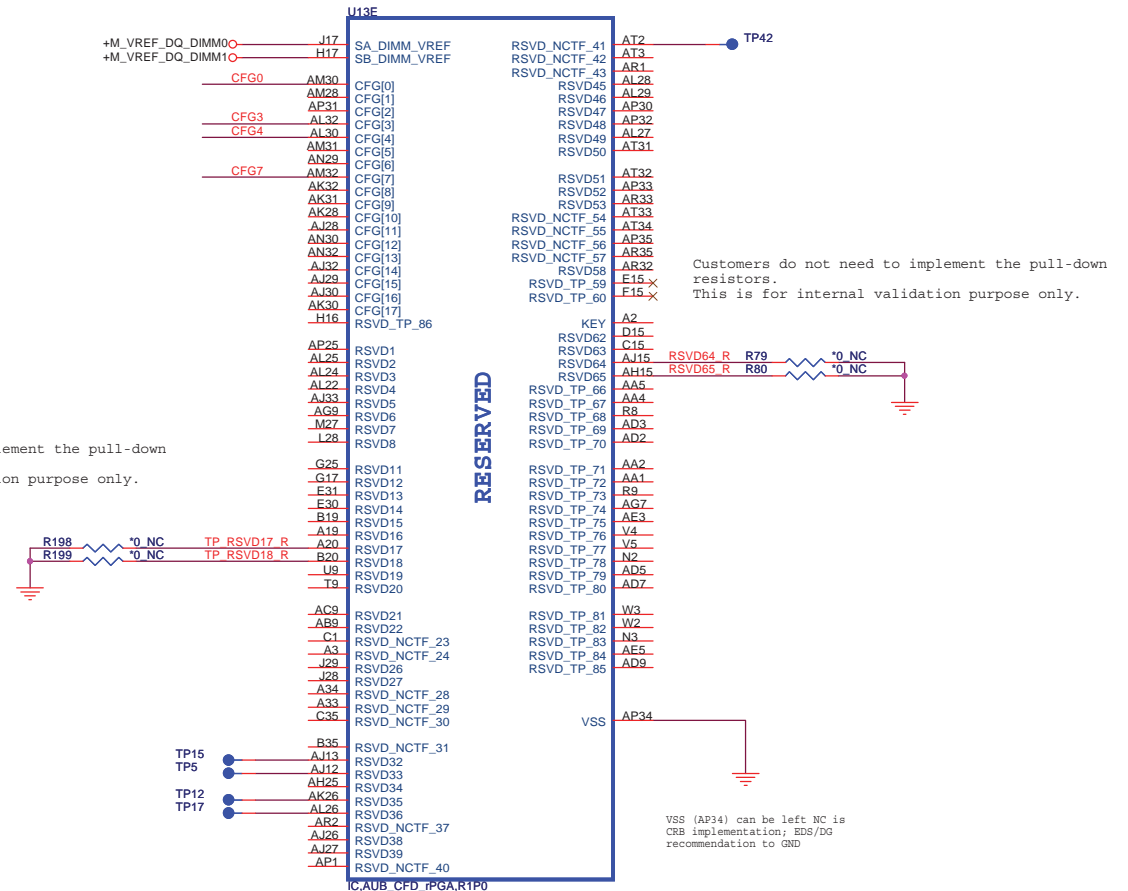 U13E
+M_VREF_DQ_DIMM0 J17 SA_DIMM_VREF
+M_VREF_DQ_DIMM1 H17 SB_DIMM_VREF
CFG0 AM30 CFG[0]
AM28 CFG[1]
AP31 CFG[2]
CFG3 AL32 CFG[3]
CFG4 AL30 CFG[4]
AM31 CFG[5]
AN29 CFG[6]
CFG7 AM32 CFG[7]
AK32 CFG[8]
AK31 CFG[9]
AK28 CFG[10]
AJ28 CFG[11]
AN30 CFG[12]
AN32 CFG[13]
AJ32 CFG[14]
AJ29 CFG[15]
AJ30 CFG[16]
AK30 CFG[17]
H16 RSVD_TP_86
AP25 RSVD1
AL25 RSVD2
AL24 RSVD3
AL22 RSVD4
AJ33 RSVD5
AG9 RSVD6
M27 RSVD7
L28 RSVD8
lement the pull-down
ion purpose only.
G25 RSVD11
G17 RSVD12
E31 RSVD13
E30 RSVD14
B19 RSVD15
A19 RSVD16
R198 *0_NC TP_RSVD17_R A20 RSVD17
R199 *0_NC TP_RSVD18_R B20 RSVD18
U9 RSVD19
T9 RSVD20
AC9 RSVD21
AB9 RSVD22
C1 RSVD_NCTF_23
A3 RSVD_NCTF_24
J29 RSVD26
J28 RSVD27
A34 RSVD_NCTF_28
A33 RSVD_NCTF_29
C35 RSVD_NCTF_30
B35 RSVD_NCTF_31
TP15 AJ13 RSVD32
TP5 AJ12 RSVD33
AH25 RSVD34
TP12 AK26 RSVD35
TP17 AL26 RSVD36
AR2 RSVD_NCTF_37
AJ26 RSVD38
AJ27 RSVD39
AP1 RSVD_NCTF_40
RESERVED
RSVD_NCTF_41 AT2 TP42
RSVD_NCTF_42 AT3
RSVD_NCTF_43 AR1
RSVD45 AL28
RSVD46 AL29
RSVD47 AP30
RSVD48 AP32
RSVD49 AL27
RSVD50 AT31
RSVD51 AT32
RSVD52 AP33
RSVD53 AR33
RSVD_NCTF_54 AT33
RSVD_NCTF_55 AT34
RSVD_NCTF_56 AP35
RSVD_NCTF_57 AR35
RSVD58 AR32
RSVD_TP_59 E15
RSVD_TP_60 F15
Customers do not need to implement the pull-down
resistors.
This is for internal validation purpose only.
KEY A2
RSVD62 D15
RSVD63 C15
RSVD64 AJ15 RSVD64_R R79 *0_NC
RSVD65 AH15 RSVD65_R R80 *0_NC
RSVD_TP_66 AA5
RSVD_TP_67 AA4
RSVD_TP_68 R8
RSVD_TP_69 AD3
RSVD_TP_70 AD2
RSVD_TP_71 AA2
RSVD_TP_72 AA1
RSVD_TP_73 R9
RSVD_TP_74 AG7
RSVD_TP_75 AE3
RSVD_TP_76 V4
RSVD_TP_77 V5
RSVD_TP_78 N2
RSVD_TP_79 AD5
RSVD_TP_80 AD7
RSVD_TP_81 W3
RSVD_TP_82 W2
RSVD_TP_83 N3
RSVD_TP_84 AE5
RSVD_TP_85 AD9
VSS AP34
VSS (AP34) can be left NC is
CRB implementation; EDS/DG
recommendation to GND
IC,AUB_CFD_rPGA,R1P0